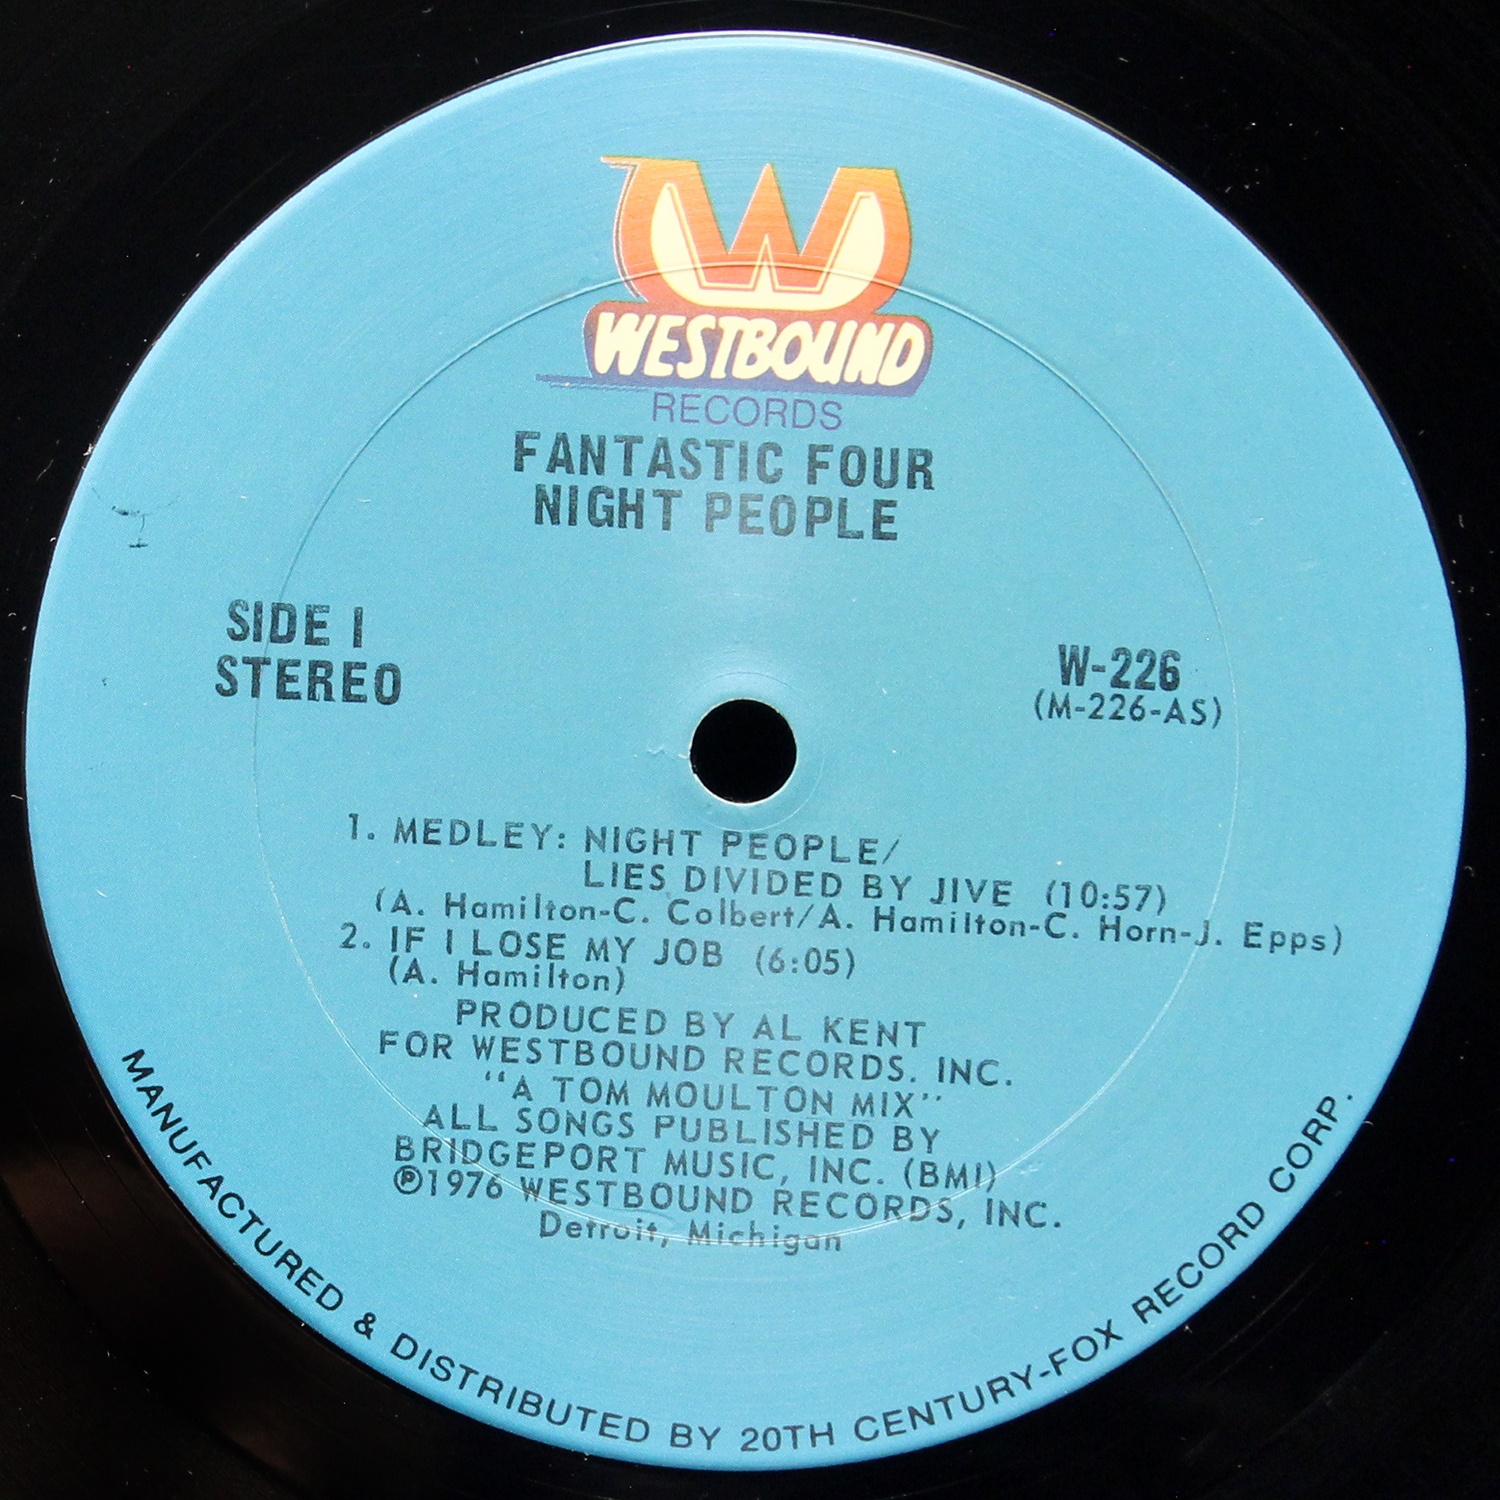 W
WESTBOUND
RECORDS
FANTASTIC FOUR
NIGHT PEOPLE
SIDE I
STEREO
W-226
(M-226-AS)
1. MEDLEY: NIGHT PEOPLE/
LIES DIVIDED BY JIVE (10:57)
(A. Hamilton-C. Colbert/A. Hamilton-C. Horn-J. Epps)
2. IF I LOSE MY JOB (6:05)
(A. Hamilton)
PRODUCED BY AL KENT
FOR WESTBOUND RECORDS. INC.
"A TOM MOULTON MIX"
ALL SONGS PUBLISHED BY
BRIDGEPORT MUSIC, INC. (BMI)
℗1976 WESTBOUND RECORDS, INC.
Detroit, Michigan
MANUFACTURED & DISTRIBUTED BY 20TH CENTURY-FOX RECORD CORP.